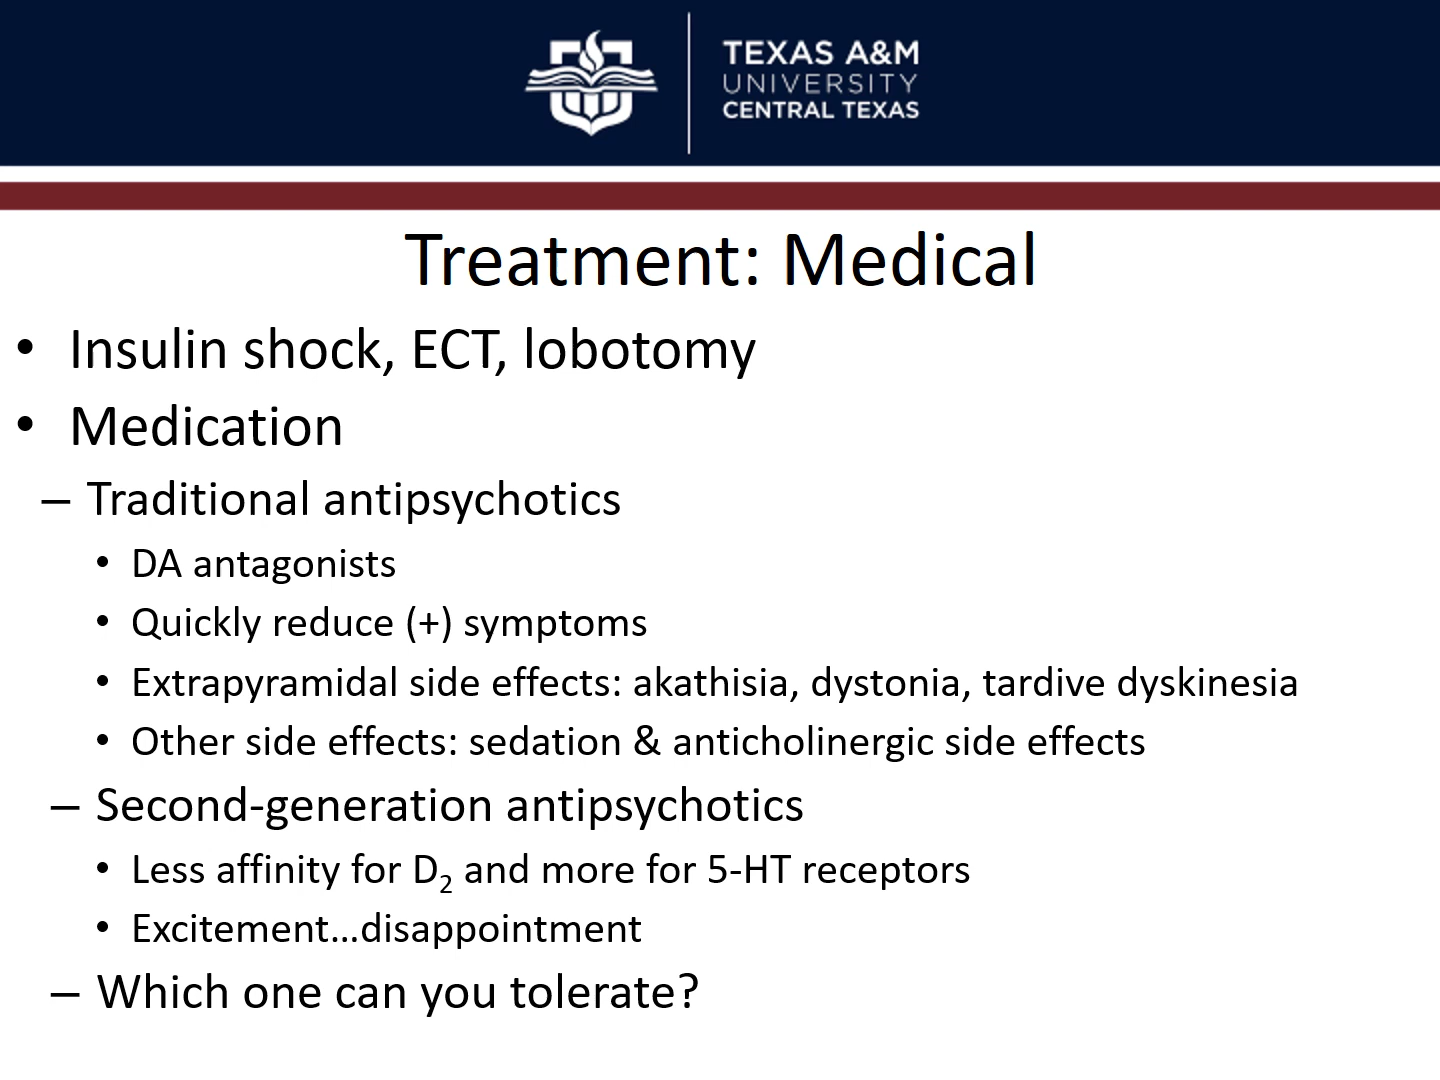 TEXAS A&M
UNIVERSITY
CENTRAL TEXAS
Treatment: Medical
• Insulin shock, ECT, lobotomy
• Medication
– Traditional antipsychotics
• DA antagonists
• Quickly reduce (+) symptoms
• Extrapyramidal side effects: akathisia, dystonia, tardive dyskinesia
• Other side effects: sedation & anticholinergic side effects
– Second-generation antipsychotics
• Less affinity for D₂ and more for 5-HT receptors
• Excitement…disappointment
– Which one can you tolerate?